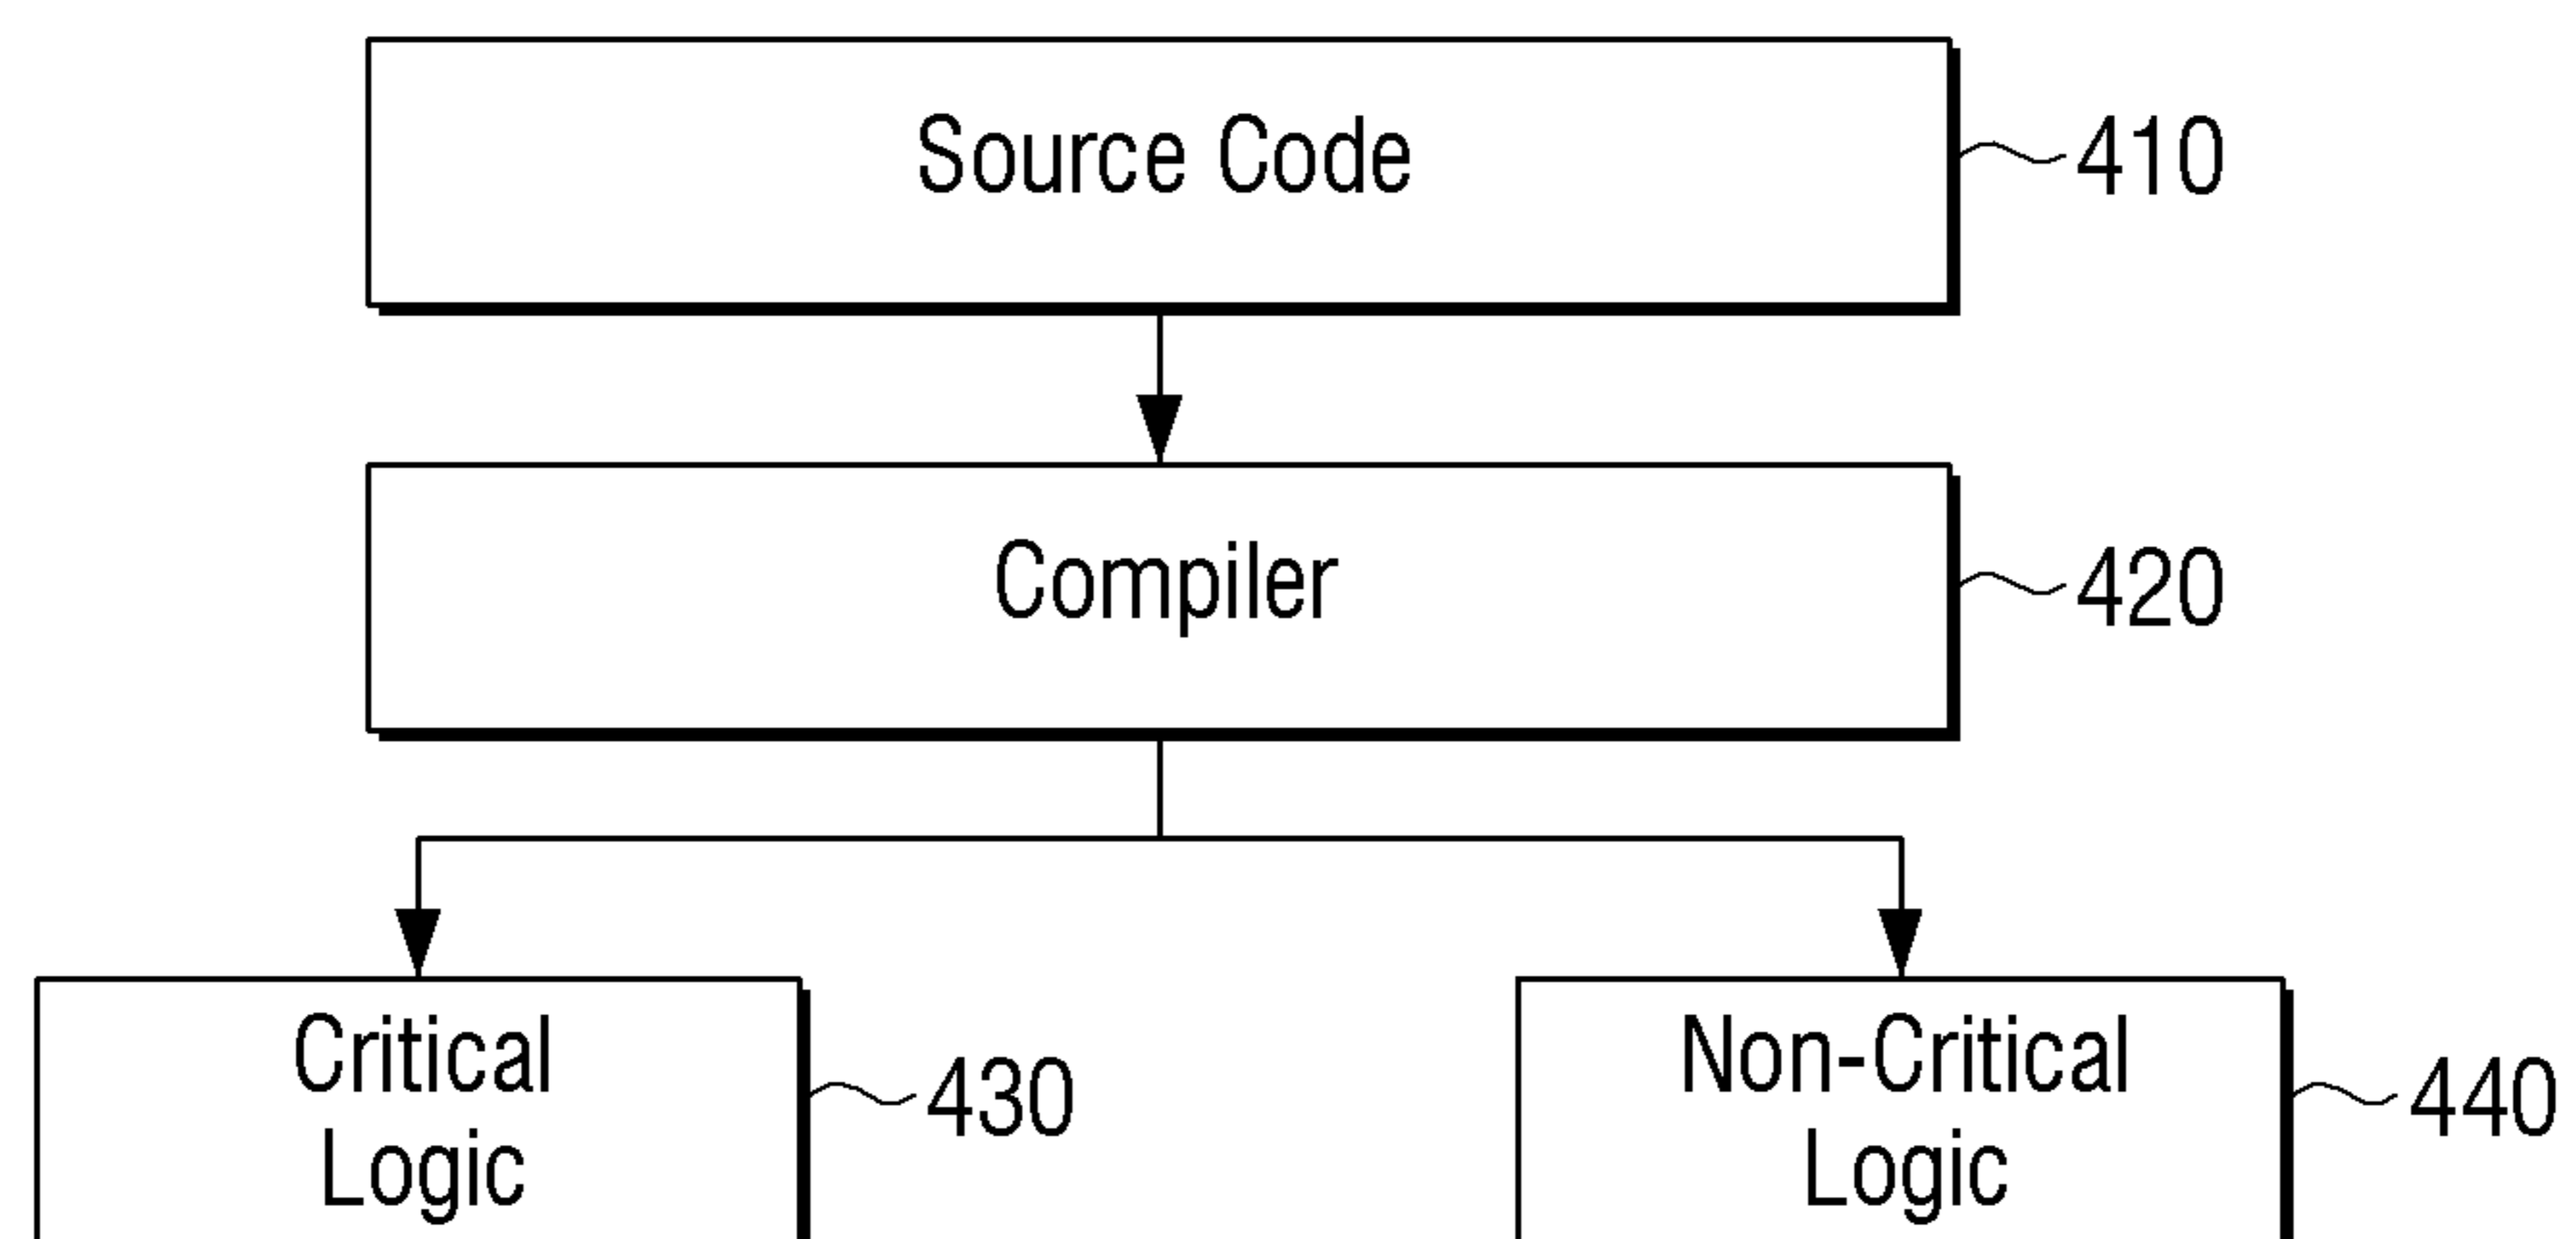 Source Code
410
Compiler
420
Critical
Logic
430
Non-Critical
Logic
440